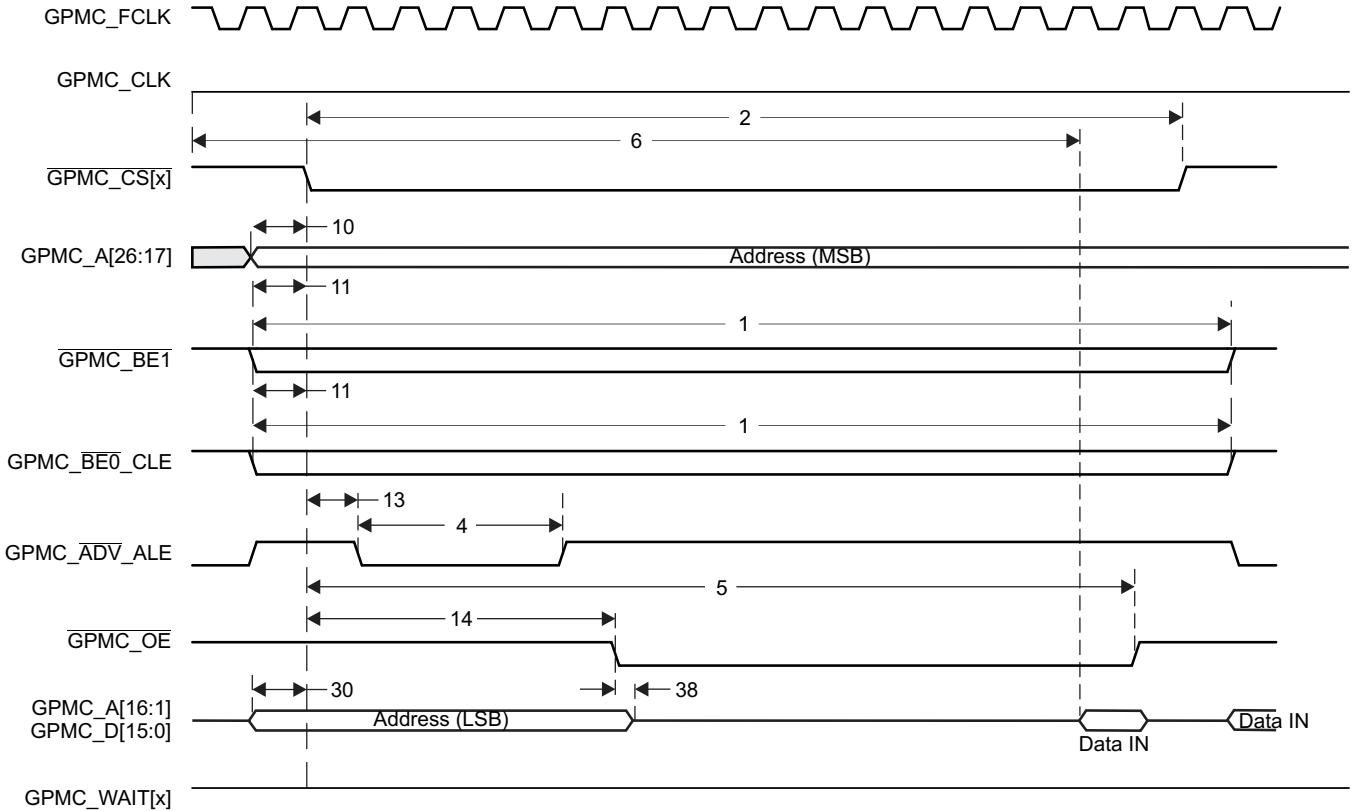 GPMC_FCLK
GPMC_CLK
2
6
GPMC_CS[x]
10
GPMC_A[26:17]
Address (MSB)
11
1
GPMC_BE1
11
1
GPMC_BE0_CLE
13
4
GPMC_ADV_ALE
5
14
GPMC_OE
30
38
GPMC_A[16:1]
GPMC_D[15:0]
Address (LSB)
Data IN
Data IN
GPMC_WAIT[x]